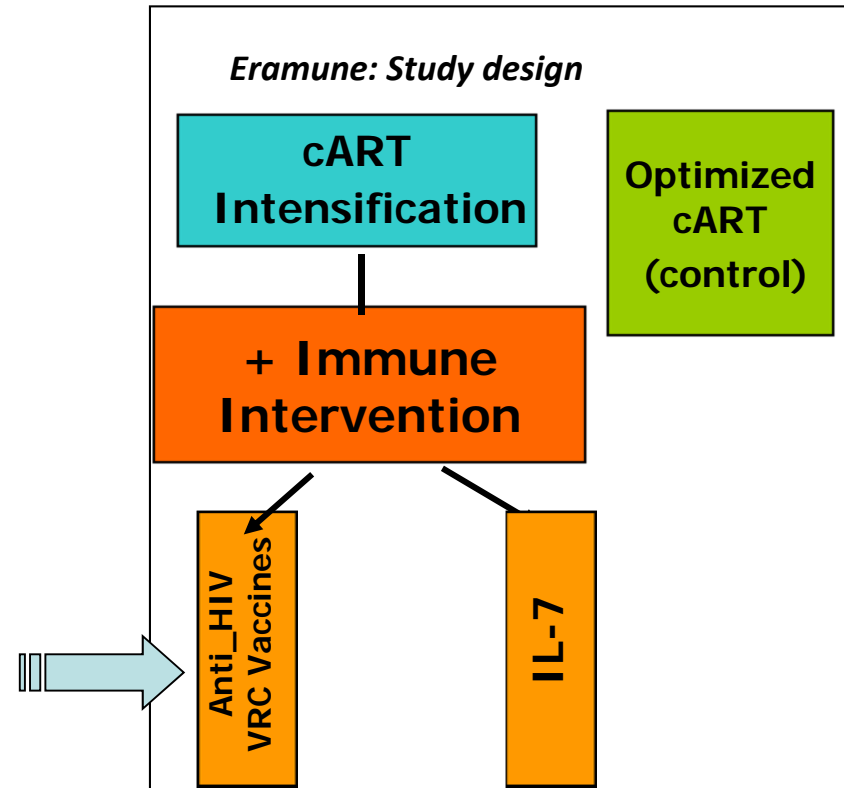 Eramune: Study design
cART
Intensification
Optimized
cART
(control)
+ Immune
Intervention
Anti_HIV
VRC Vaccines
IL-7